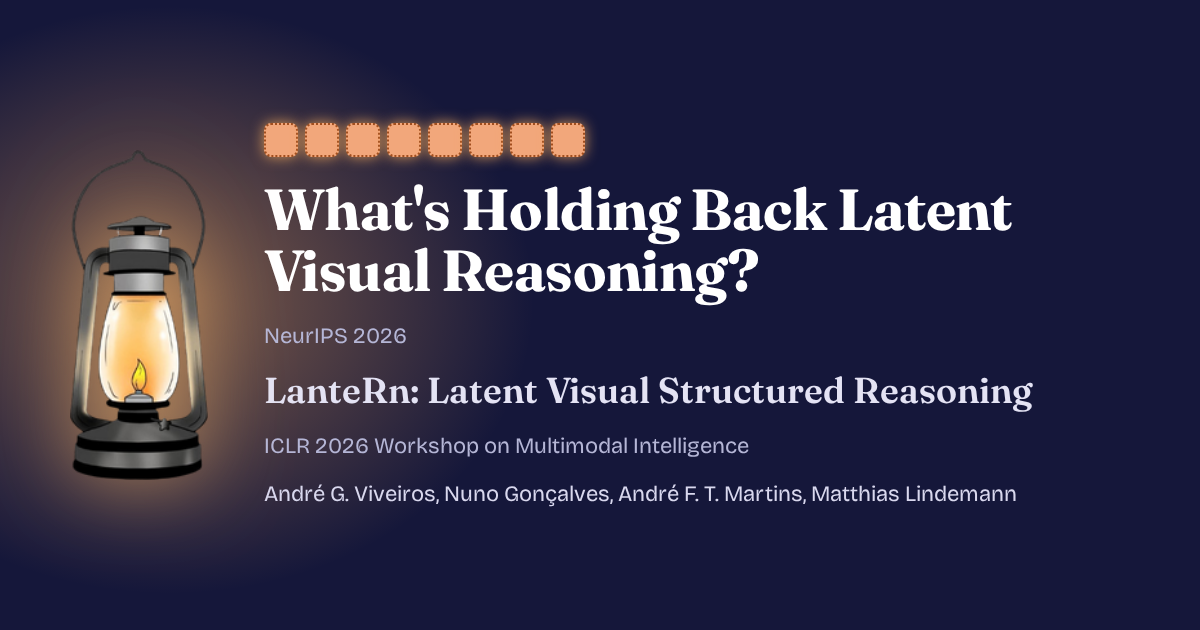 What's Holding Back Latent
Visual Reasoning?
NeurIPS 2026
LanteRn: Latent Visual Structured Reasoning
ICLR 2026 Workshop on Multimodal Intelligence
André G. Viveiros, Nuno Gonçalves, André F. T. Martins, Matthias Lindemann